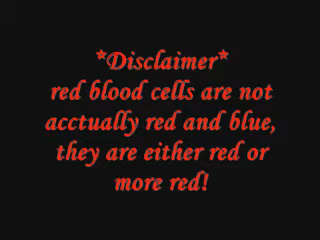 *Disclaimer*
red blood cells are not
acctually red and blue,
they are either red or
more red!